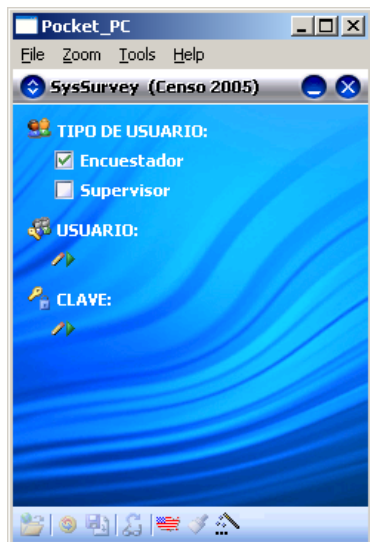 Pocket_PC
File Zoom Tools Help
SysSurvey (Censo 2005)
TIPO DE USUARIO:
Encuestador
Supervisor
USUARIO:
CLAVE: